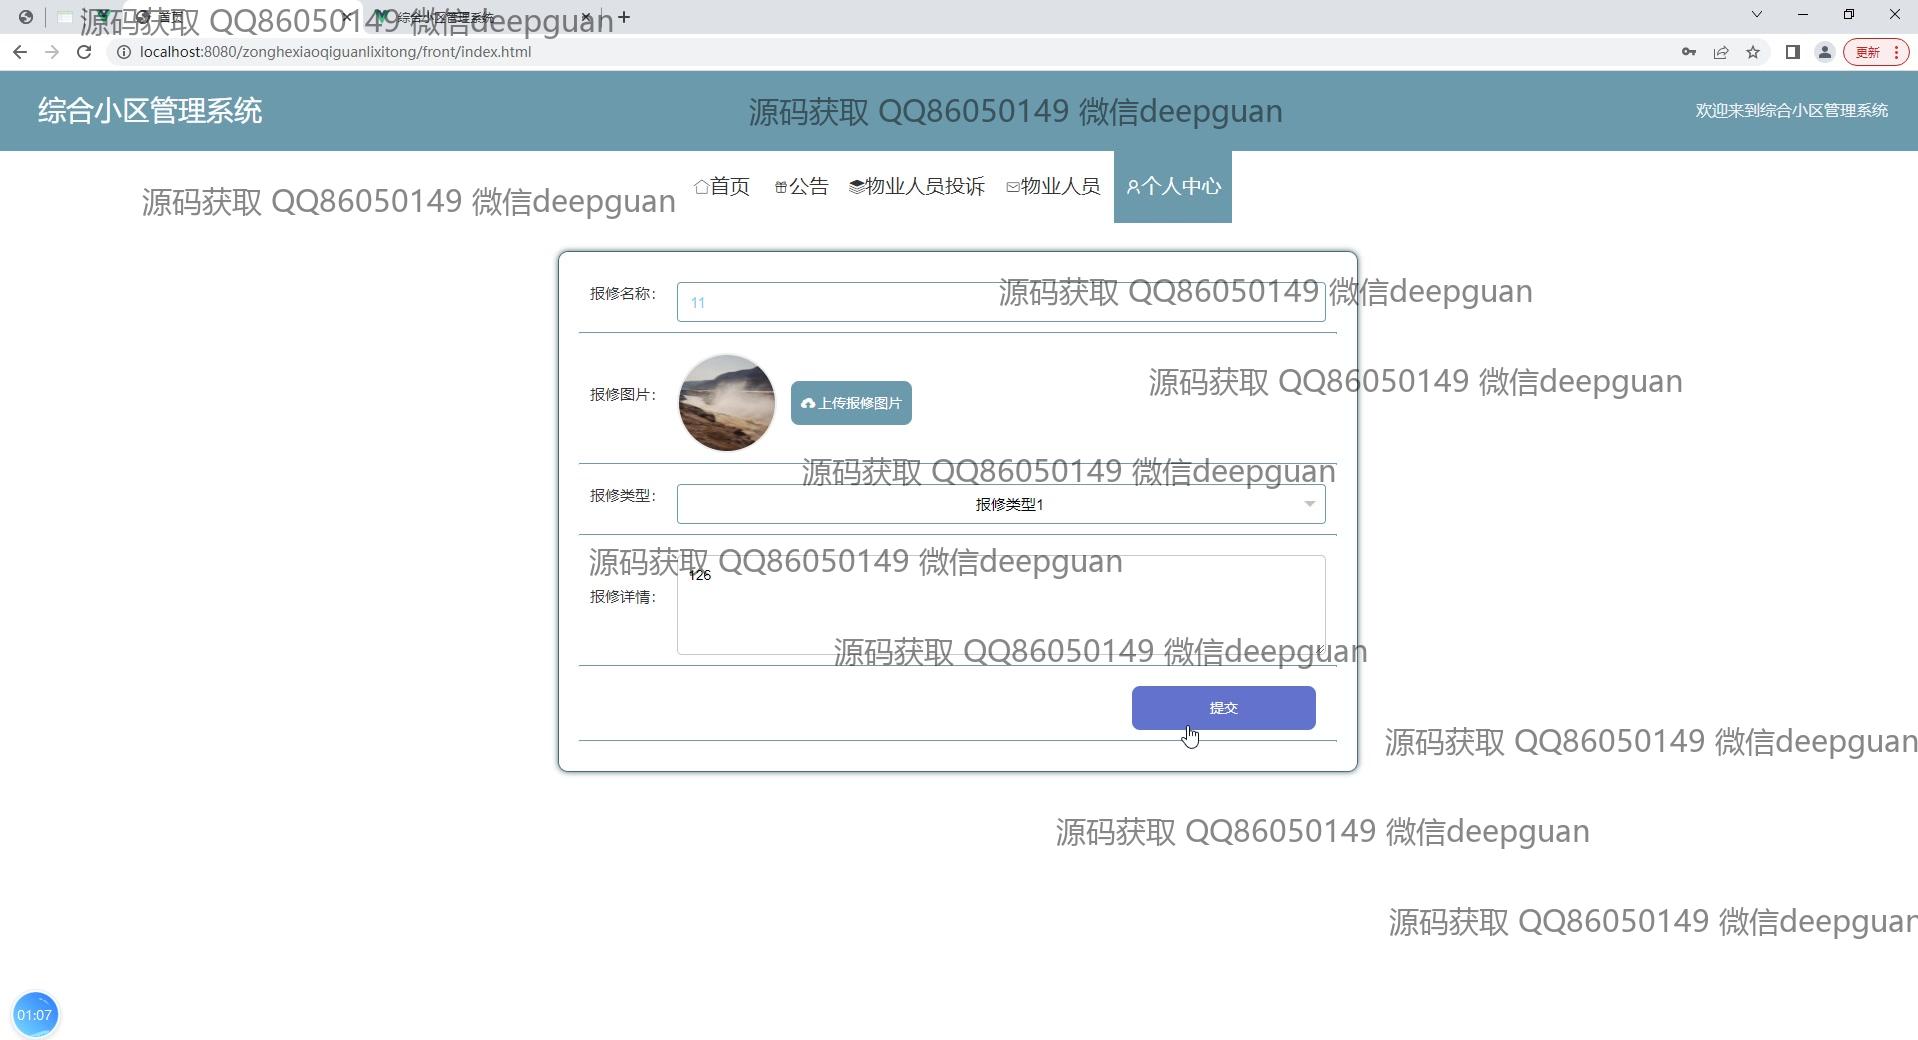 首页
综合小区管理系统
源码获取 QQ86050149 微信deepguan
localhost:8080/zonghexiaoqiguanlixitong/front/index.html
更新
综合小区管理系统
源码获取 QQ86050149 微信deepguan
欢迎来到综合小区管理系统
首页
公告
物业人员投诉
物业人员
个人中心
源码获取 QQ86050149 微信deepguan
报修名称：
11
源码获取 QQ86050149 微信deepguan
报修图片：
上传报修图片
源码获取 QQ86050149 微信deepguan
源码获取 QQ86050149 微信deepguan
报修类型：
报修类型1
源码获取 QQ86050149 微信deepguan
126
报修详情：
源码获取 QQ86050149 微信deepguan
提交
源码获取 QQ86050149 微信deepguan
源码获取 QQ86050149 微信deepguan
源码获取 QQ86050149 微信deepguan
01:07